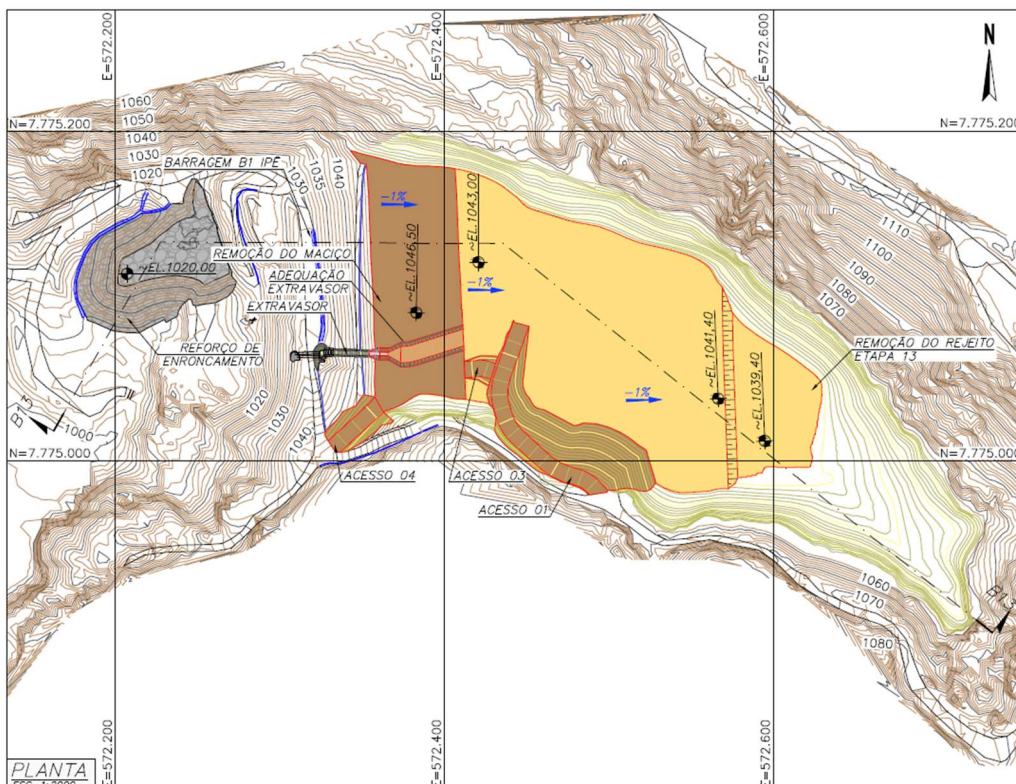 E=572.200
E=572.400
E=572.600
N
N=7.775.200
N=7.775.200
1060
1050
1040
1030
1020
BARRAGEM B1 IPÊ
1030
1035
1040
-1%
~EL.1043,00
REMOÇÃO DO MACIÇO
ADEQUAÇÃO
EXTRAVASOR
EXTRAVASOR
~EL.1020,00
~EL.1046,50
-1%
1110
1100
1090
1080
1070
REFORÇO DE
ENROCAMENTO
REMOÇÃO DO REJEITO
ETAPA 13
~EL.1041,40
~EL.1039,40
-1%
1020
1030
1040
B13
1000
N=7.775.000
N=7.775.000
ACESSO 04
ACESSO 03
ACESSO 01
1060
1070
1080
B13
E=572.200
E=572.400
E=572.600
PLANTA